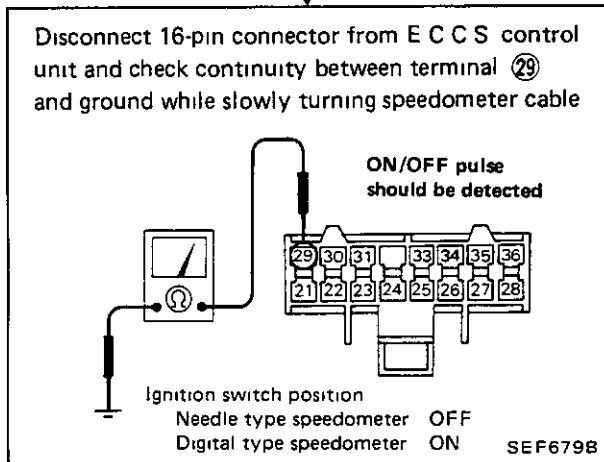 Disconnect 16-pin connector from E C C S control
unit and check continuity between terminal 29
and ground while slowly turning speedometer cable
ON/OFF pulse
should be detected
29 30 31 33 34 35 36
21 22 23 24 25 26 27 28
Ω
Ignition switch position
Needle type speedometer OFF
Digital type speedometer ON
SEF679B